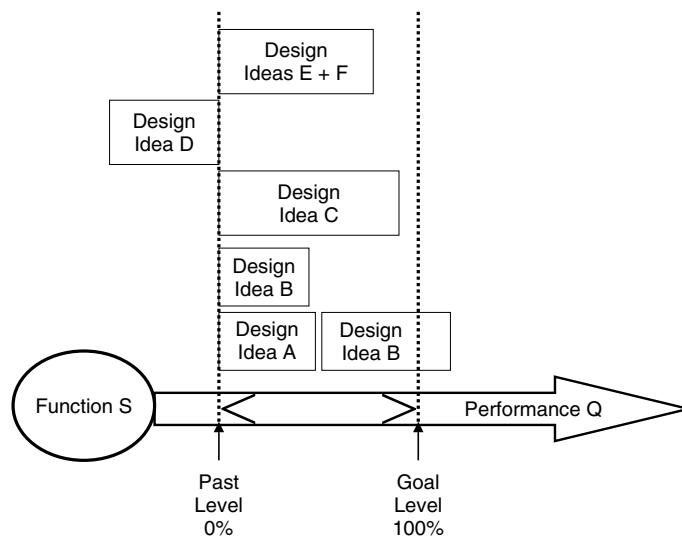 Design
Ideas E + F
Design
Idea D
Design
Idea C
Design
Idea B
Design
Idea A
Design
Idea B
Function S
Performance Q
Past
Level
0%
Goal
Level
100%